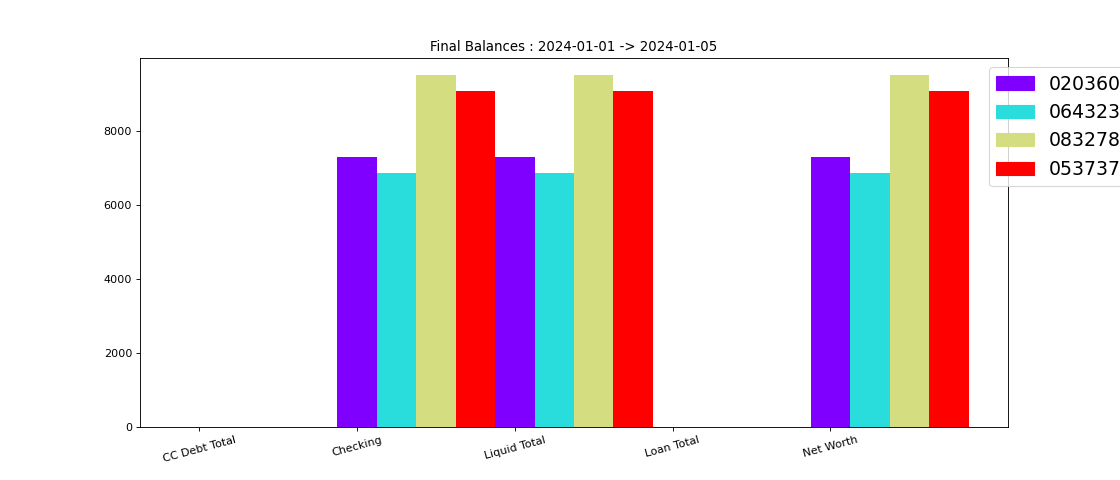 Final Balances : 2024-01-01 -> 2024-01-05
020360
064323
083278
053737
8000
6000
4000
2000
0
CC Debt Total
Checking
Liquid Total
Loan Total
Net Worth